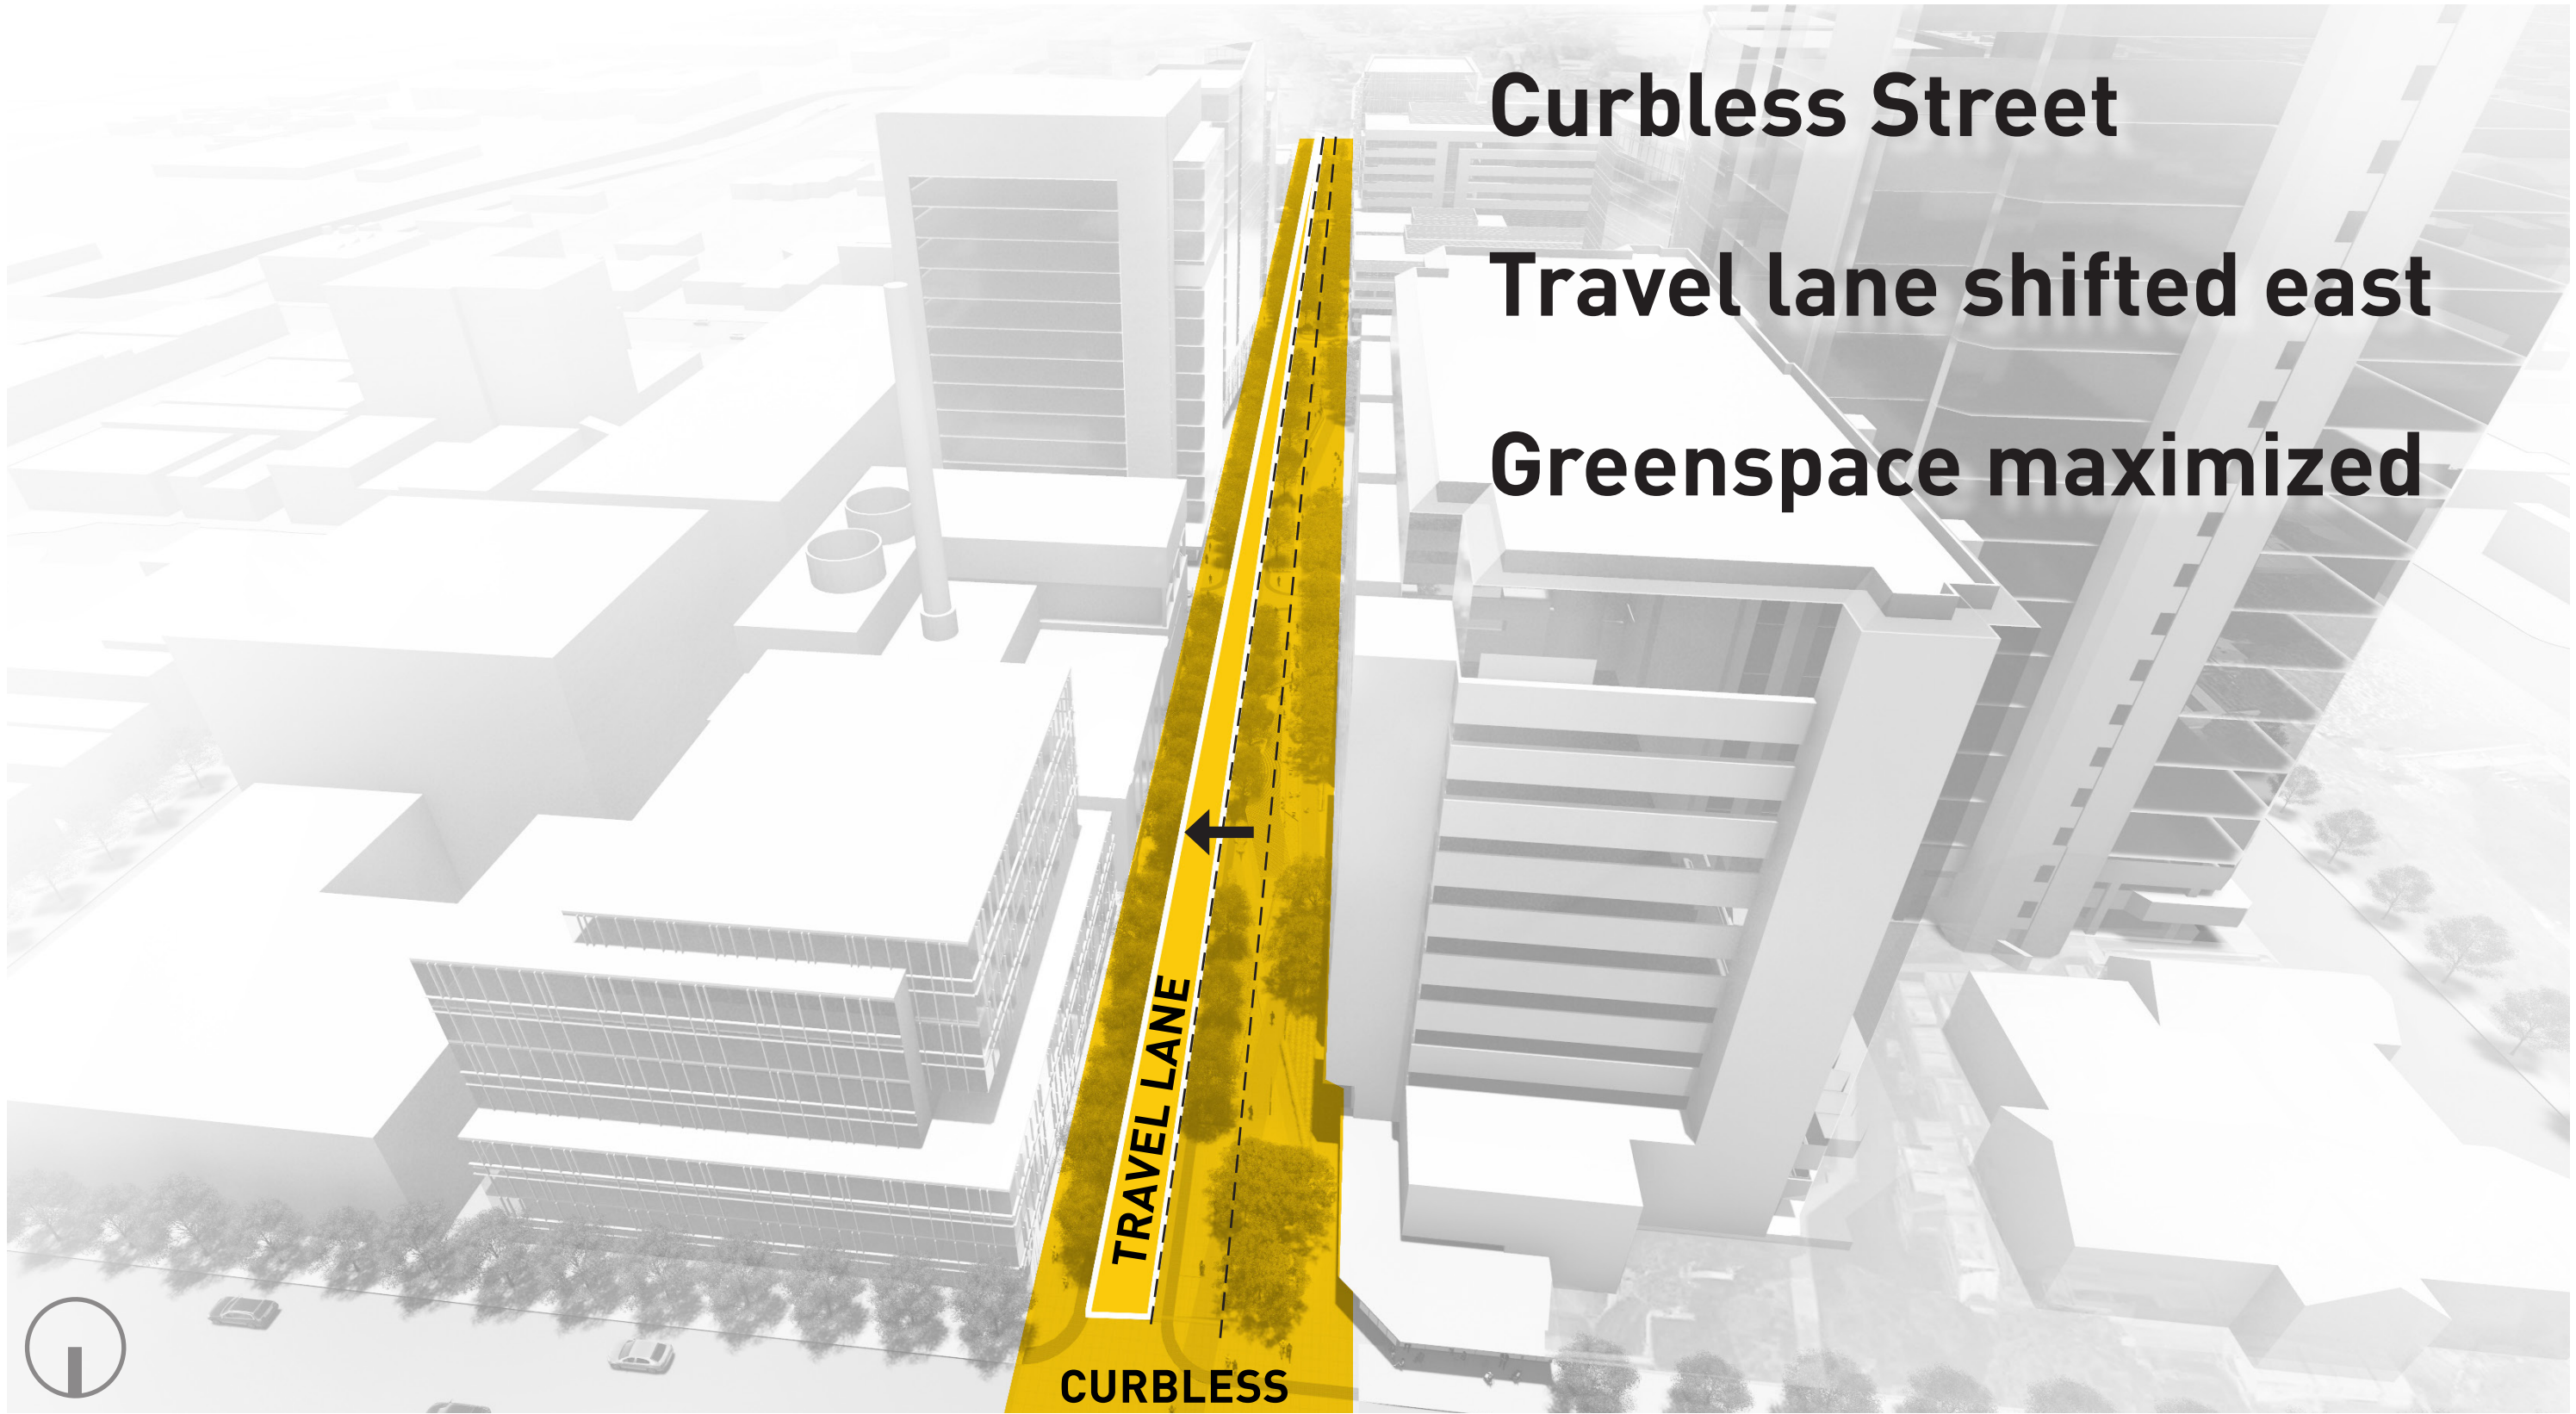 Curbless Street
Travel lane shifted east
Greenspace maximized
TRAVEL LANE
CURBLESS